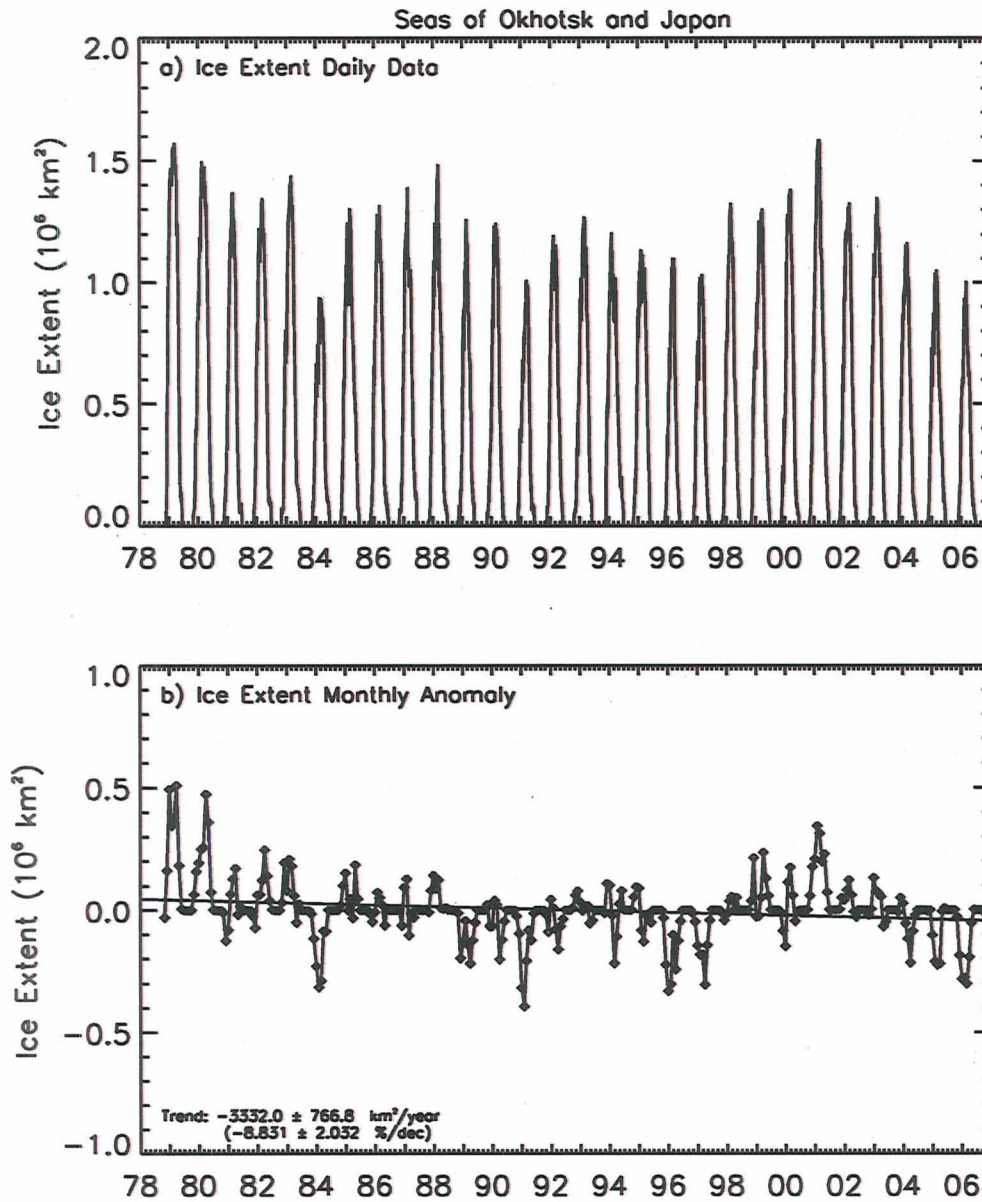 Seas of Okhotsk and Japan
2.0
a) Ice Extent Daily Data
1.5
1.0
0.5
0.0
Ice Extent (10⁶ km²)
78 80 82 84 86 88 90 92 94 96 98 00 02 04 06
1.0
b) Ice Extent Monthly Anomaly
0.5
0.0
−0.5
−1.0
Ice Extent (10⁶ km²)
Trend: −3332.0 ± 766.8 km²/year
(−8.831 ± 2.032 %/dec)
78 80 82 84 86 88 90 92 94 96 98 00 02 04 06